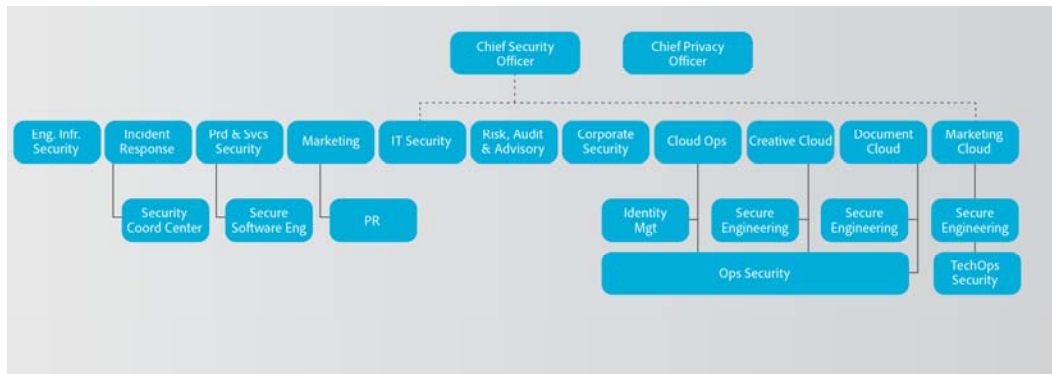 Chief Security
Officer
Chief Privacy
Officer
Eng. Infr.
Security
Incident
Response
Prd & Svcs
Security
Marketing
IT Security
Risk, Audit
& Advisory
Corporate
Security
Cloud Ops
Creative Cloud
Document
Cloud
Marketing
Cloud
Security
Coord Center
Secure
Software Eng
PR
Identity
Mgt
Secure
Engineering
Secure
Engineering
Secure
Engineering
Ops Security
TechOps
Security